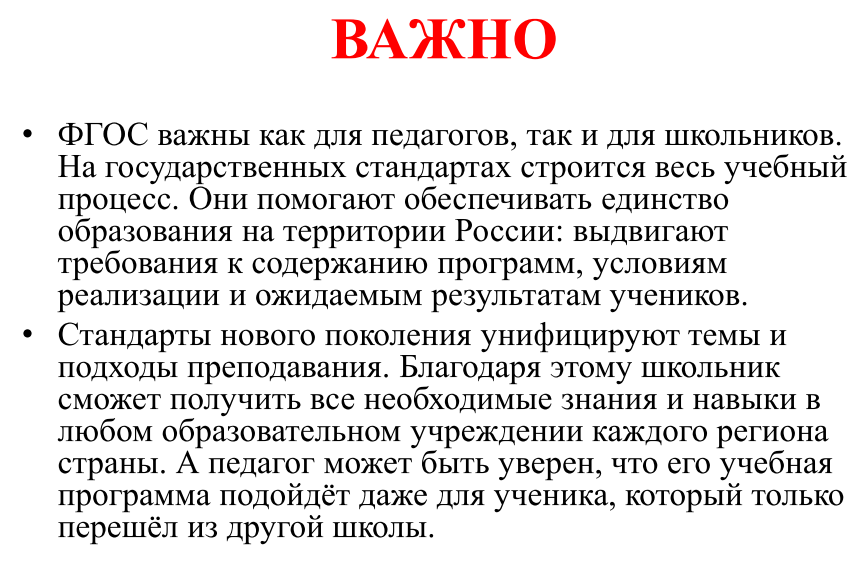 ВАЖНО
• ФГОС важны как для педагогов, так и для школьников.
На государственных стандартах строится весь учебный
процесс. Они помогают обеспечивать единство
образования на территории России: выдвигают
требования к содержанию программ, условиям
реализации и ожидаемым результатам учеников.
• Стандарты нового поколения унифицируют темы и
подходы преподавания. Благодаря этому школьник
сможет получить все необходимые знания и навыки в
любом образовательном учреждении каждого региона
страны. А педагог может быть уверен, что его учебная
программа подойдёт даже для ученика, который только
перешёл из другой школы.